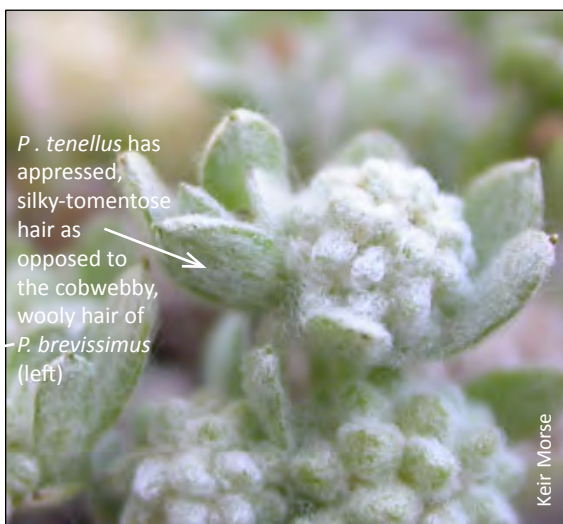 P . tenellus has
appressed,
silky-tomentose
hair as
opposed to
the cobwebby,
wooly hair of
P. brevissimus
(left)
Keir Morse